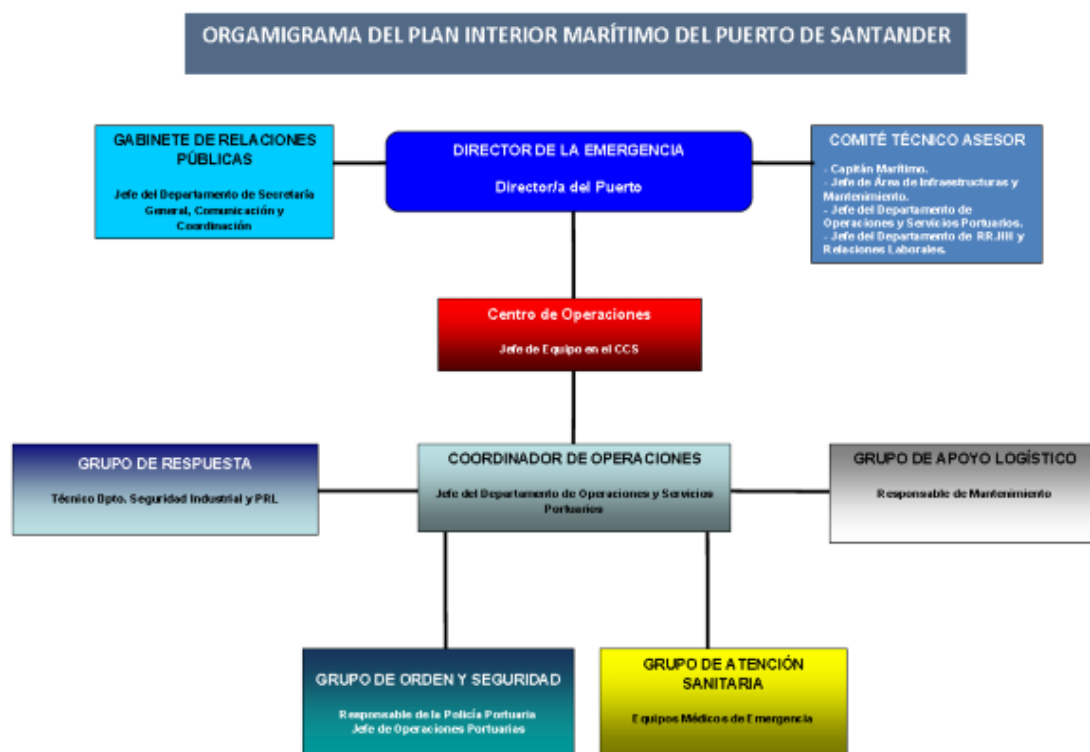 ORGAMIGRAMA DEL PLAN INTERIOR MARÍTIMO DEL PUERTO DE SANTANDER
GABINETE DE RELACIONES
PÚBLICAS
Jefe del Departamento de Secretaría
General, Comunicación y
Coordinación
DIRECTOR DE LA EMERGENCIA
Director/a del Puerto
COMITÉ TÉCNICO ASESOR
- Capitán Marítimo.
- Jefe de Área de Infraestructuras y
Mantenimiento.
- Jefe del Departamento de
Operaciones y Servicios Portuarios.
- Jefe del Departamento de RR.HH y
Relaciones Laborales.
Centro de Operaciones
Jefe de Equipo en el CCS
GRUPO DE RESPUESTA
Técnico Dpto. Seguridad Industrial y PRL
COORDINADOR DE OPERACIONES
Jefe del Departamento de Operaciones y Servicios
Portuarios
GRUPO DE APOYO LOGÍSTICO
Responsable de Mantenimiento
GRUPO DE ORDEN Y SEGURIDAD
Responsable de la Policía Portuaria
Jefe de Operaciones Portuarias
GRUPO DE ATENCIÓN
SANITARIA
Equipos Médicos de Emergencia